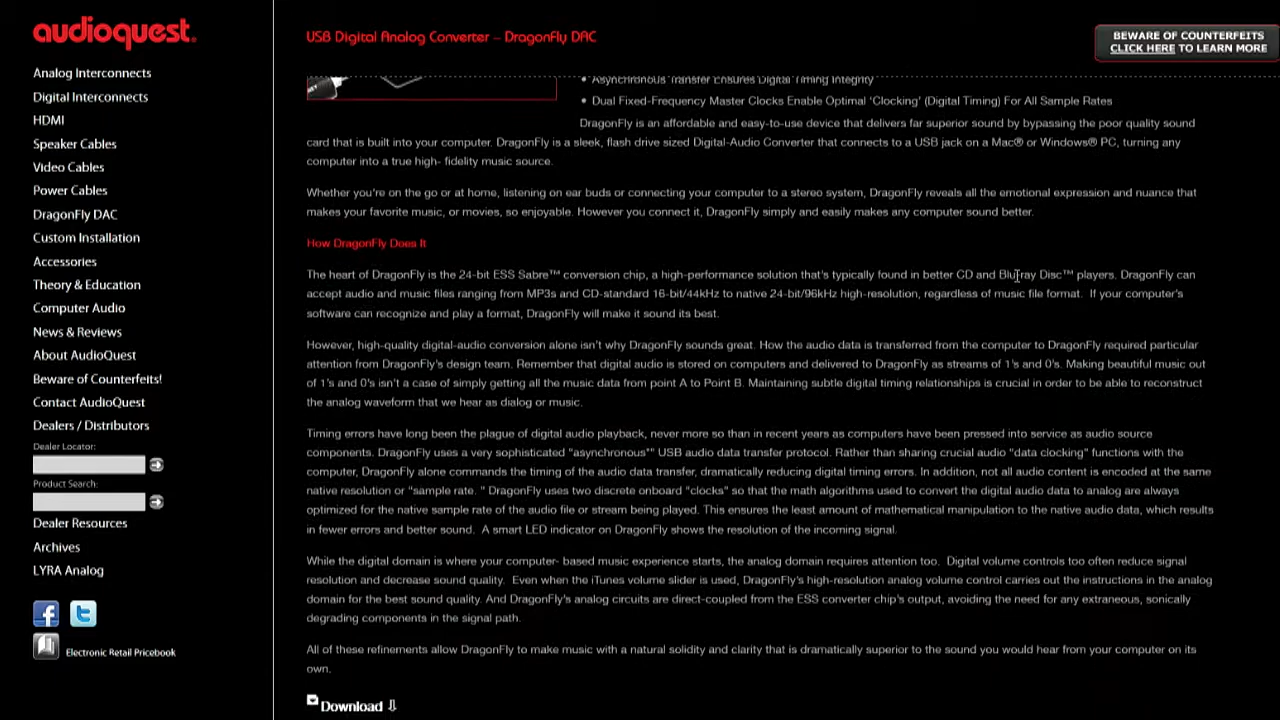 audioquest.
Analog Interconnects
Digital Interconnects
HDMI
Speaker Cables
Video Cables
Power Cables
DragonFly DAC
Custom Installation
Accessories
Theory & Education
Computer Audio
News & Reviews
About AudioQuest
Beware of Counterfeits!
Contact AudioQuest
Dealers / Distributors
Dealer Locator:
Product Search:
Dealer Resources
Archives
LYRA Analog
Electronic Retail Pricebook
USB Digital Analog Converter – DragonFly DAC
BEWARE OF COUNTERFEITS
CLICK HERE TO LEARN MORE
• Asynchronous Transfer Ensures Digital Timing Integrity
• Dual Fixed-Frequency Master Clocks Enable Optimal ‘Clocking’ (Digital Timing) For All Sample Rates
DragonFly is an affordable and easy-to-use device that delivers far superior sound by bypassing the poor quality sound
card that is built into your computer. DragonFly is a sleek, flash drive sized Digital-Audio Converter that connects to a USB jack on a Mac® or Windows® PC, turning any
computer into a true high- fidelity music source.
Whether you're on the go or at home, listening on ear buds or connecting your computer to a stereo system, DragonFly reveals all the emotional expression and nuance that
makes your favorite music, or movies, so enjoyable. However you connect it, DragonFly simply and easily makes any computer sound better.
How DragonFly Does It
The heart of DragonFly is the 24-bit ESS Sabre™ conversion chip, a high-performance solution that's typically found in better CD and Blu-ray Disc™ players. DragonFly can
accept audio and music files ranging from MP3s and CD-standard 16-bit/44kHz to native 24-bit/96kHz high-resolution, regardless of music file format. If your computer's
software can recognize and play a format, DragonFly will make it sound its best.
However, high-quality digital-audio conversion alone isn't why DragonFly sounds great. How the audio data is transferred from the computer to DragonFly required particular
attention from DragonFly's design team. Remember that digital audio is stored on computers and delivered to DragonFly as streams of 1's and 0's. Making beautiful music out
of 1's and 0's isn't a case of simply getting all the music data from point A to Point B. Maintaining subtle digital timing relationships is crucial in order to be able to reconstruct
the analog waveform that we hear as dialog or music.
Timing errors have long been the plague of digital audio playback, never more so than in recent years as computers have been pressed into service as audio source
components. DragonFly uses a very sophisticated "asynchronous"" USB audio data transfer protocol. Rather than sharing crucial audio "data clocking" functions with the
computer, DragonFly alone commands the timing of the audio data transfer, dramatically reducing digital timing errors. In addition, not all audio content is encoded at the same
native resolution or "sample rate. " DragonFly uses two discrete onboard "clocks" so that the math algorithms used to convert the digital audio data to analog are always
optimized for the native sample rate of the audio file or stream being played. This ensures the least amount of mathematical manipulation to the native audio data, which results
in fewer errors and better sound. A smart LED indicator on DragonFly shows the resolution of the incoming signal.
While the digital domain is where your computer- based music experience starts, the analog domain requires attention too. Digital volume controls too often reduce signal
resolution and decrease sound quality. Even when the iTunes volume slider is used, DragonFly's high-resolution analog volume control carries out the instructions in the analog
domain for the best sound quality. And DragonFly's analog circuits are direct-coupled from the ESS converter chip's output, avoiding the need for any extraneous, sonically
degrading components in the signal path.
All of these refinements allow DragonFly to make music with a natural solidity and clarity that is dramatically superior to the sound you would hear from your computer on its
own.
Download